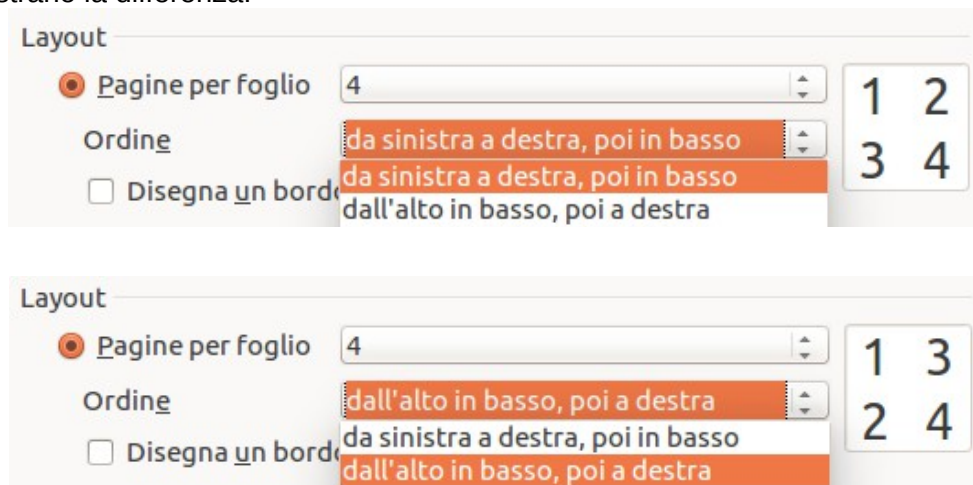 strano la differenza.
Layout
Pagine per foglio 4
1 2
Ordine da sinistra a destra, poi in basso
3 4
Disegna un bordo da sinistra a destra, poi in basso
dall'alto in basso, poi a destra
Layout
Pagine per foglio 4
1 3
Ordine dall'alto in basso, poi a destra
2 4
Disegna un bordo da sinistra a destra, poi in basso
dall'alto in basso, poi a destra